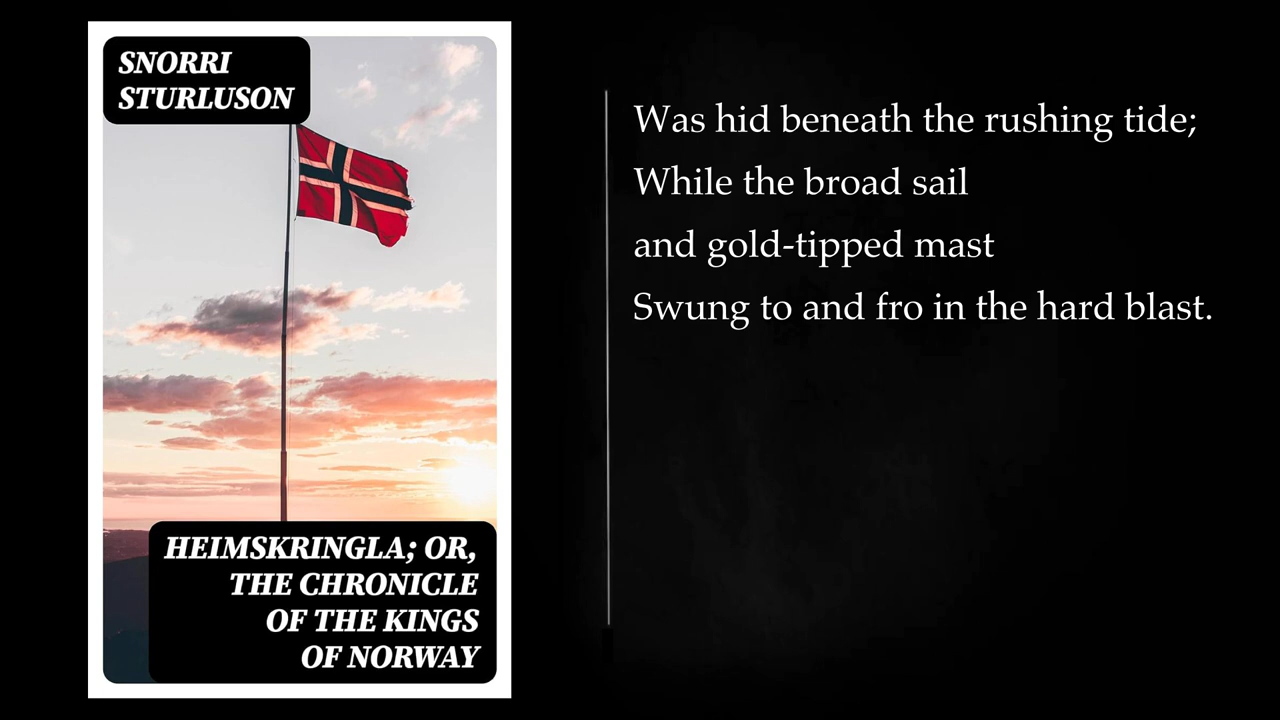 SNORRI
STURLUSON
HEIMSKRINGLA; OR,
THE CHRONICLE
OF THE KINGS
OF NORWAY
Was hid beneath the rushing tide;
While the broad sail
and gold-tipped mast
Swung to and fro in the hard blast.